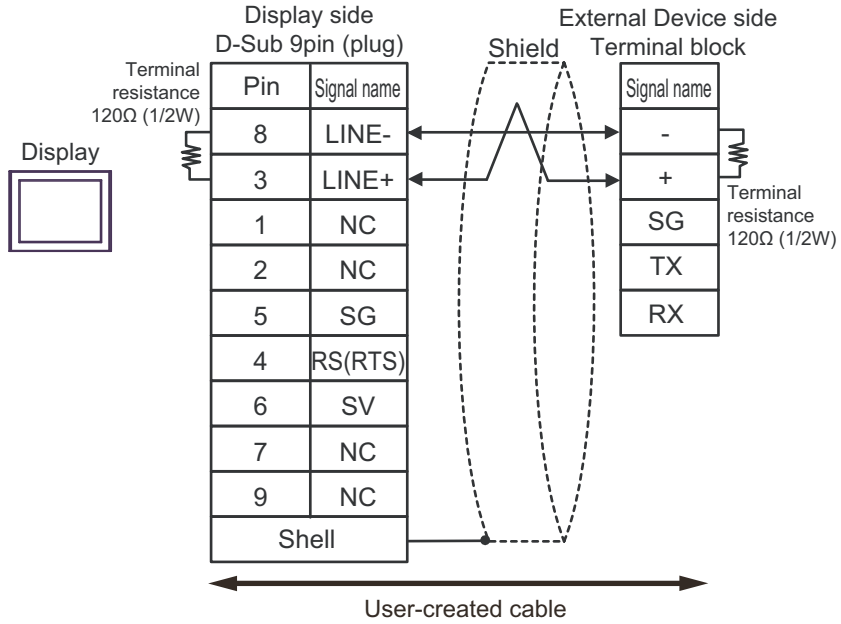 Display side
D-Sub 9pin (plug)
External Device side
Terminal block
Shield
Terminal
resistance
120Ω (1/2W)
Display
Pin Signal name
8 LINE-
3 LINE+
1 NC
2 NC
5 SG
4 RS(RTS)
6 SV
7 NC
9 NC
Shell
Signal name
-
+
SG
TX
RX
Terminal
resistance
120Ω (1/2W)
User-created cable